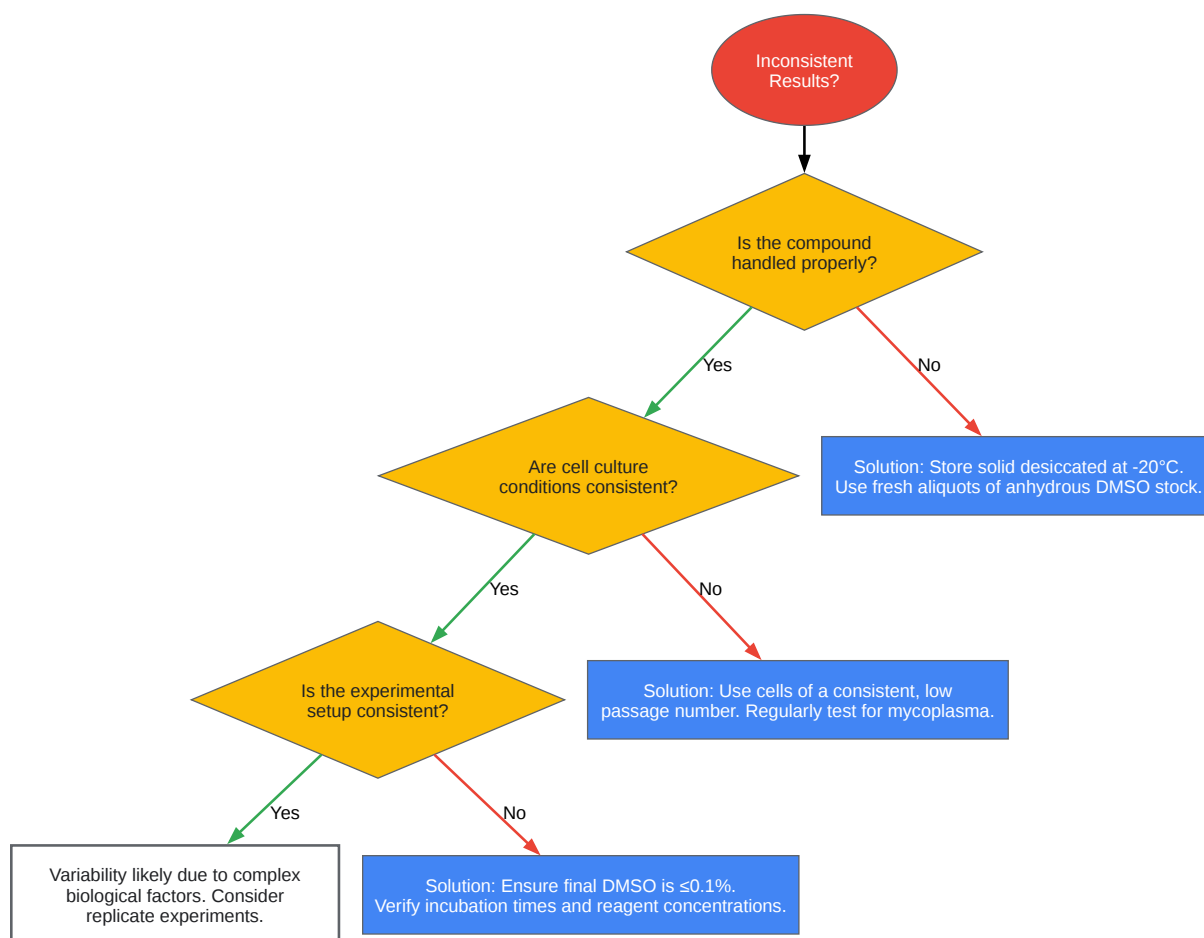 Inconsistent
Results?
Is the compound
handled properly?
Yes
No
Are cell culture
conditions consistent?
Solution: Store solid desiccated at -20°C.
Use fresh aliquots of anhydrous DMSO stock.
Yes
No
Is the experimental
setup consistent?
Solution: Use cells of a consistent, low
passage number. Regularly test for mycoplasma.
Yes
No
Variability likely due to complex
biological factors. Consider
replicate experiments.
Solution: Ensure final DMSO is ≤0.1%.
Verify incubation times and reagent concentrations.